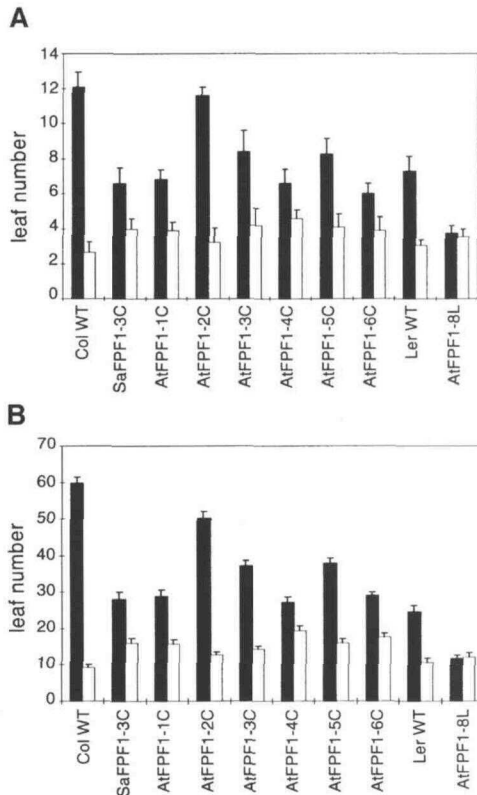 A
leaf number
14
12
10
8
6
4
2
0
Col WT
SaFPF1-3C
AtFPF1-1C
AtFPF1-2C
AtFPF1-3C
AtFPF1-4C
AtFPF1-5C
AtFPF1-6C
Ler WT
AtFPF1-8L
B
leaf number
70
60
50
40
30
20
10
0
Col WT
SaFPF1-3C
AtFPF1-1C
AtFPF1-2C
AtFPF1-3C
AtFPF1-4C
AtFPF1-5C
AtFPF1-6C
Ler WT
AtFPF1-8L